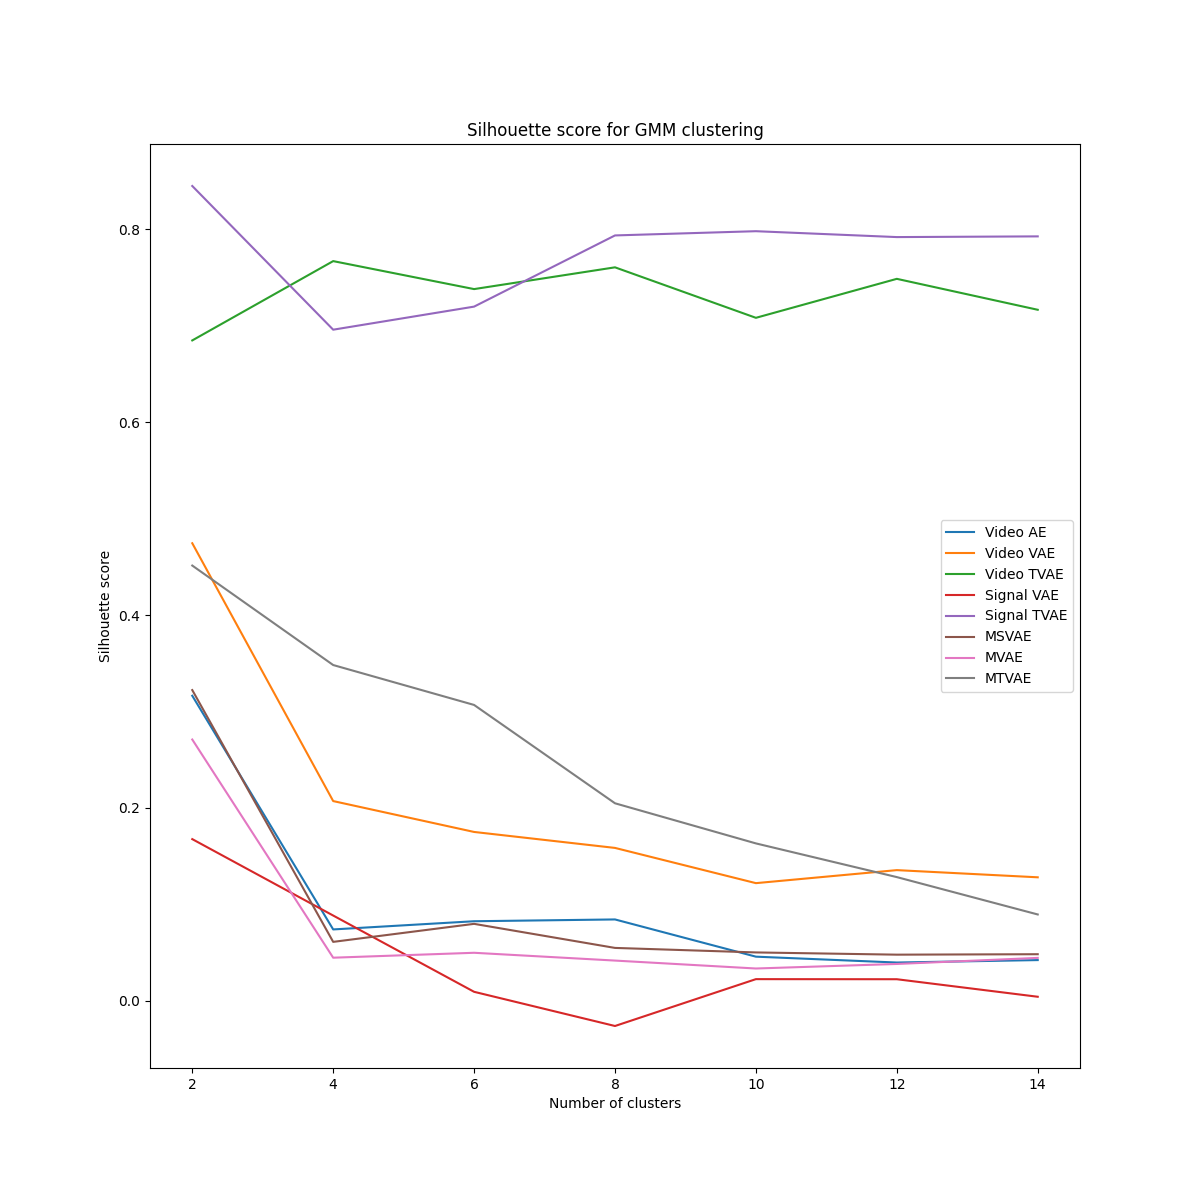 Silhouette score for GMM clustering
Silhouette score
0.8
0.6
0.4
0.2
0.0
Video AE
Video VAE
Video TVAE
Signal VAE
Signal TVAE
MSVAE
MVAE
MTVAE
2 4 6 8 10 12 14
Number of clusters